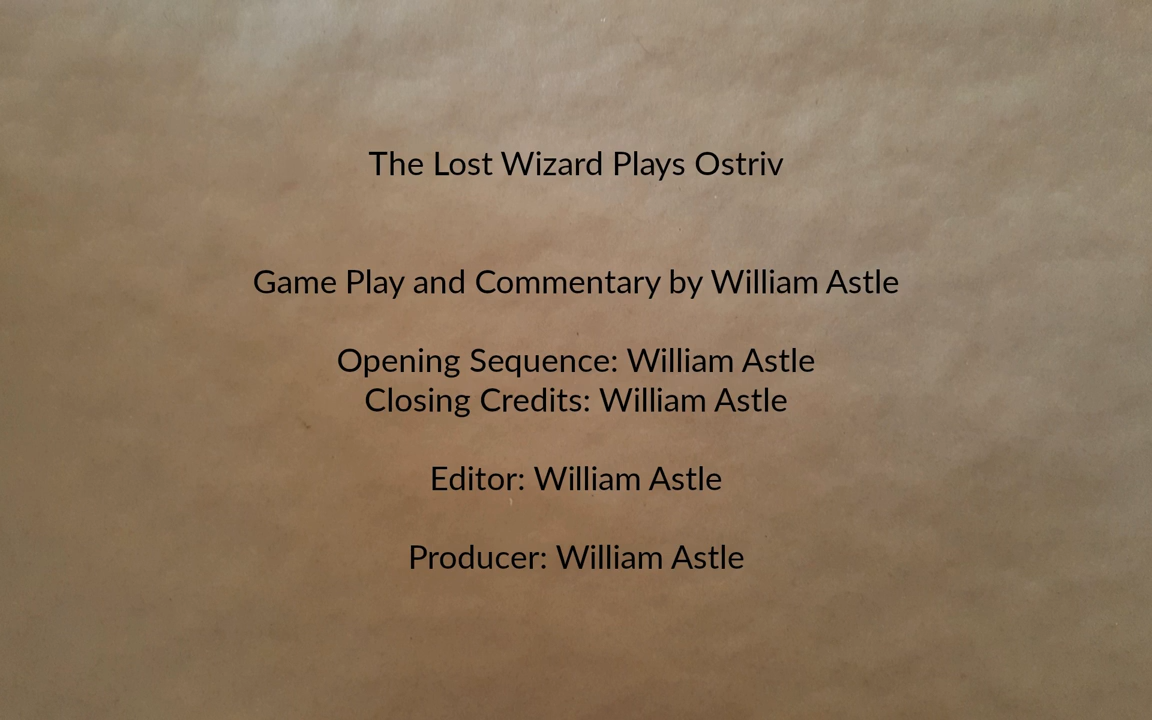 The Lost Wizard Plays Ostriv
Game Play and Commentary by William Astle
Opening Sequence: William Astle
Closing Credits: William Astle
Editor: William Astle
Producer: William Astle